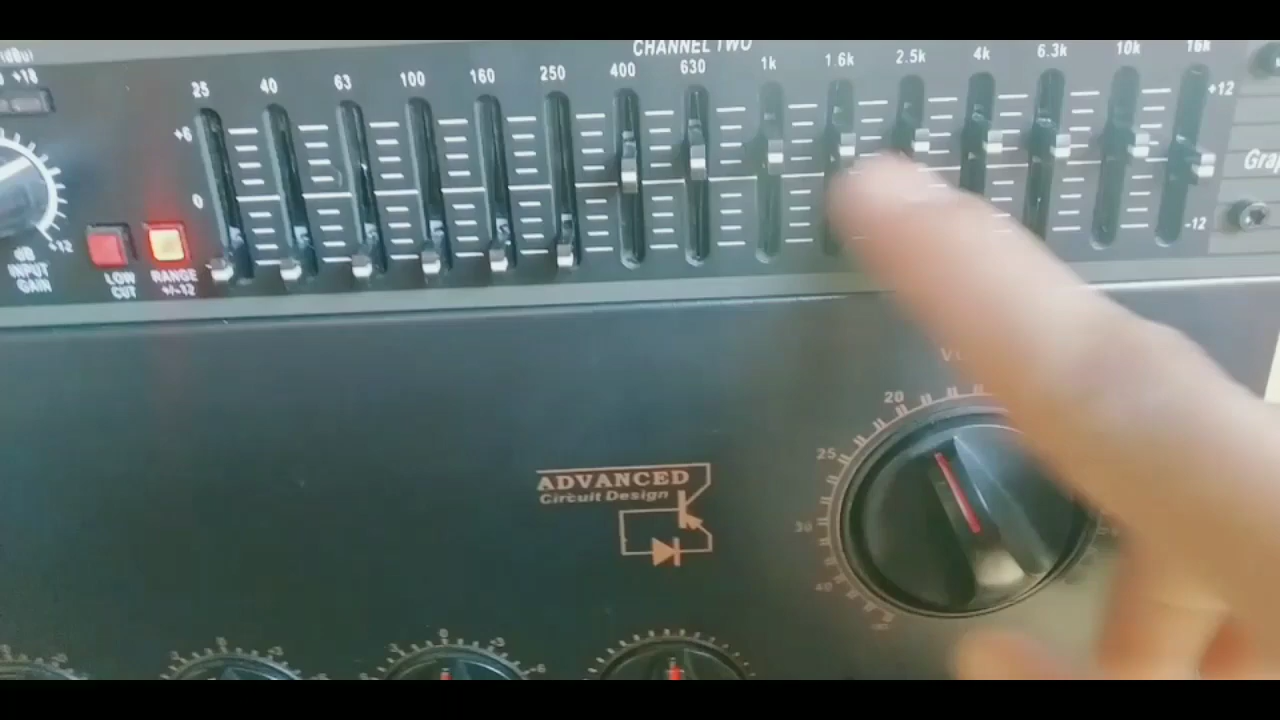 CHANNEL TWO
+18
25 40 63 100 160 250 400 630 1k 1.6k 2.5k 4k 6.3k 10k 16k
+6
+12
0
-12
+12
dB
INPUT
GAIN
LOW
CUT
RANGE
+/-12
20
25
30
40
ADVANCED
Circuit Design